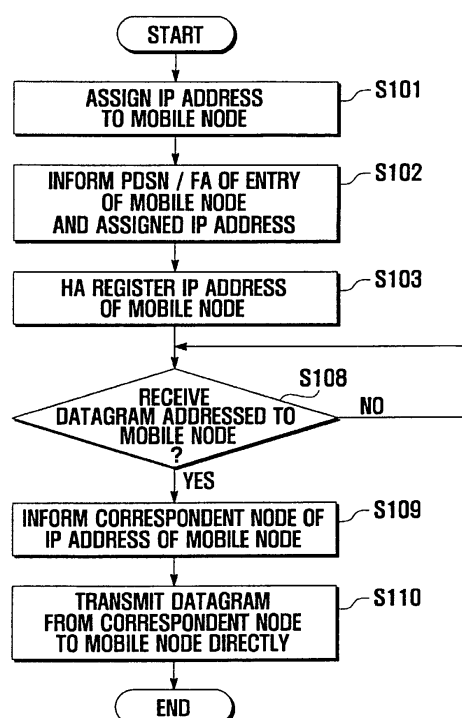 START
ASSIGN IP ADDRESS
TO MOBILE NODE
S101
INFORM PDSN / FA OF ENTRY
OF MOBILE NODE
AND ASSIGNED IP ADDRESS
S102
HA REGISTER IP ADDRESS
OF MOBILE NODE
S103
S108
RECEIVE
DATAGRAM ADDRESSED TO
MOBILE NODE
?
NO
YES
INFORM CORRESPONDENT NODE OF
IP ADDRESS OF MOBILE NODE
S109
TRANSMIT DATAGRAM
FROM CORRESPONDENT NODE
TO MOBILE NODE DIRECTLY
S110
END